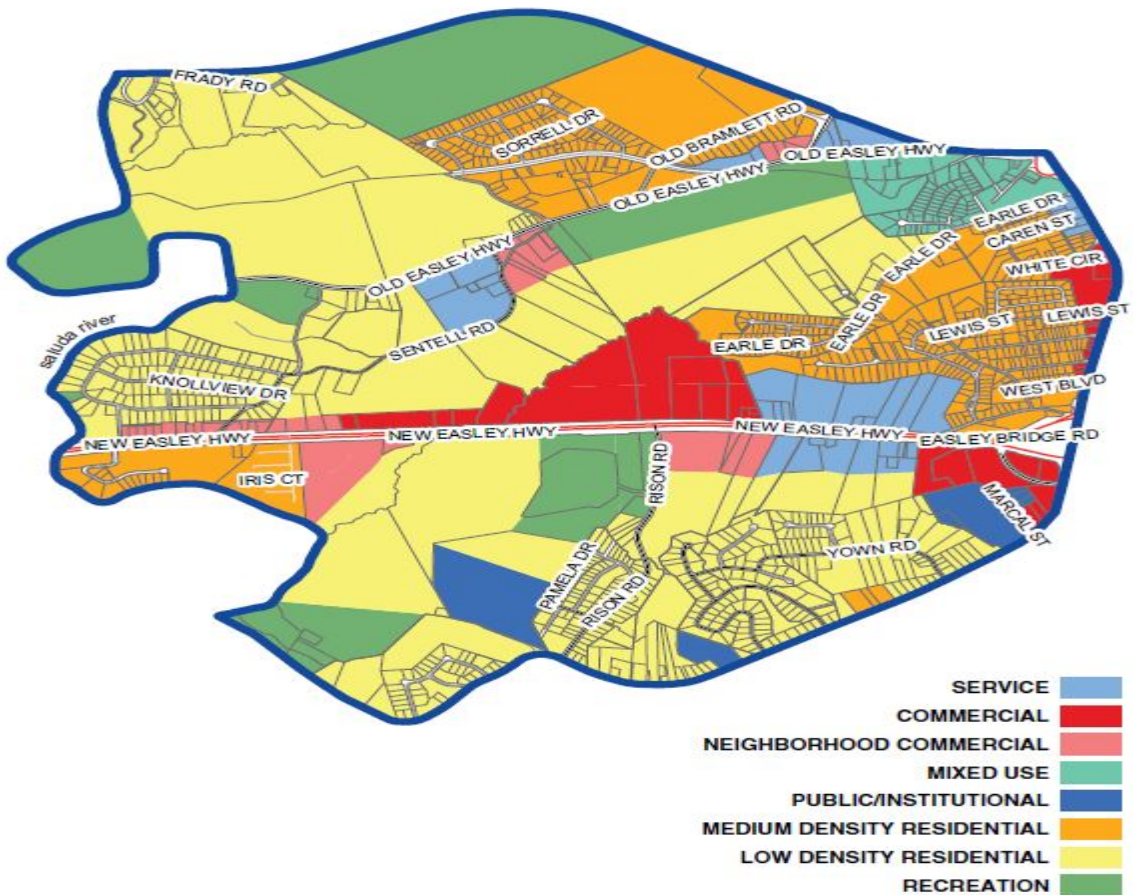 FRADY RD
SORRELL DR
OLD BRAMLETT RD
OLD EASLEY HWY
OLD EASLEY HWY
EARLE DR
CAREN ST
EARLE DR
WHITE CIR
OLD EASLEY HWY
saluda river
SENTELL RD
EARLE DR
LEWIS ST
LEWIS ST
EARLE DR
KNOLLVIEW DR
WEST BLVD
NEW EASLEY HWY
NEW EASLEY HWY
NEW EASLEY HWY
EASLEY BRIDGE RD
IRIS CT
RISON RD
MARCAL ST
YOWN RD
PAMELA DR
RISON RD
SERVICE
COMMERCIAL
NEIGHBORHOOD COMMERCIAL
MIXED USE
PUBLIC/INSTITUTIONAL
MEDIUM DENSITY RESIDENTIAL
LOW DENSITY RESIDENTIAL
RECREATION